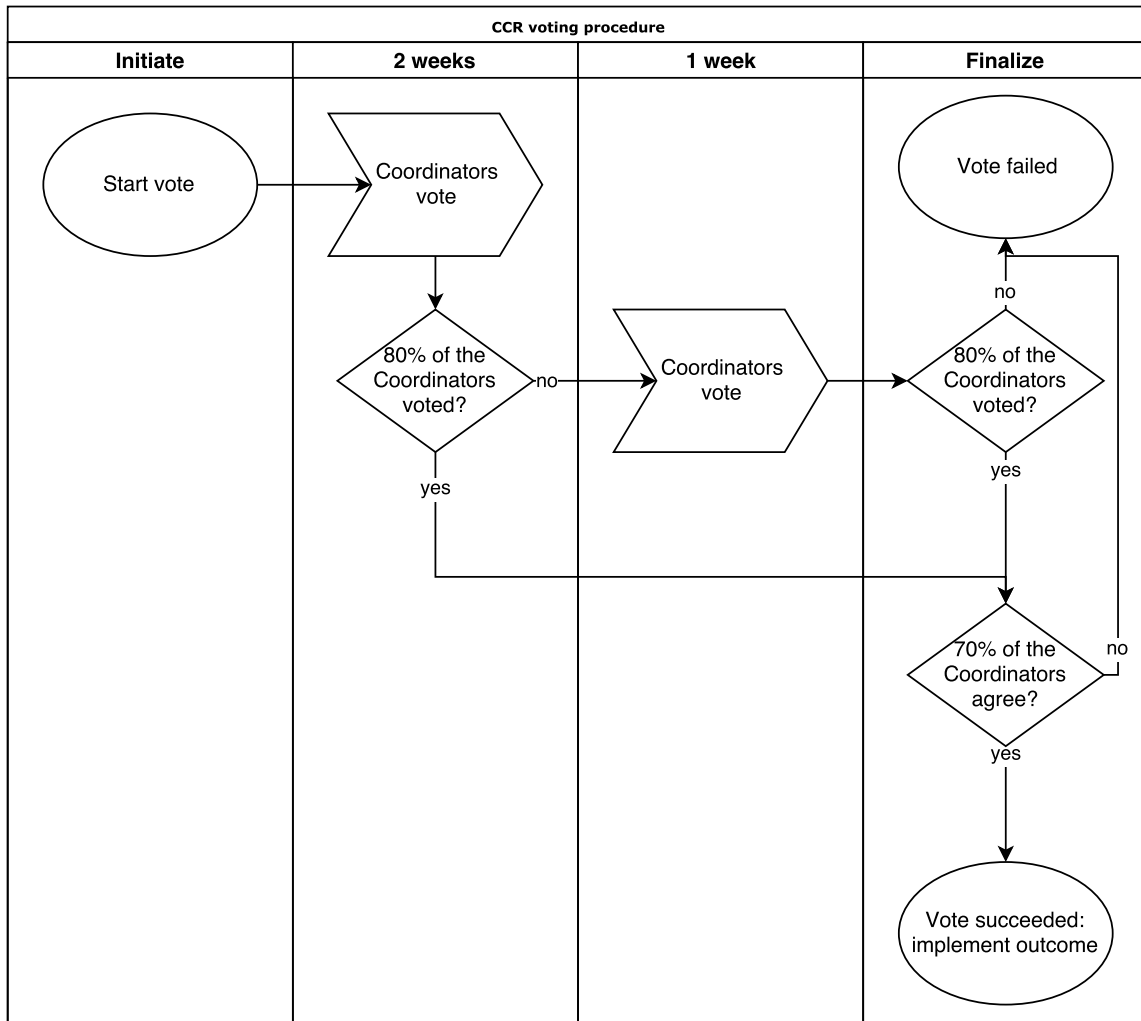 CCR voting procedure
Initiate
2 weeks
1 week
Finalize
Start vote
Coordinators
vote
Vote failed
no
80% of the
Coordinators
voted?
no
Coordinators
vote
80% of the
Coordinators
voted?
yes
yes
70% of the
Coordinators
agree?
no
yes
Vote succeeded:
implement outcome